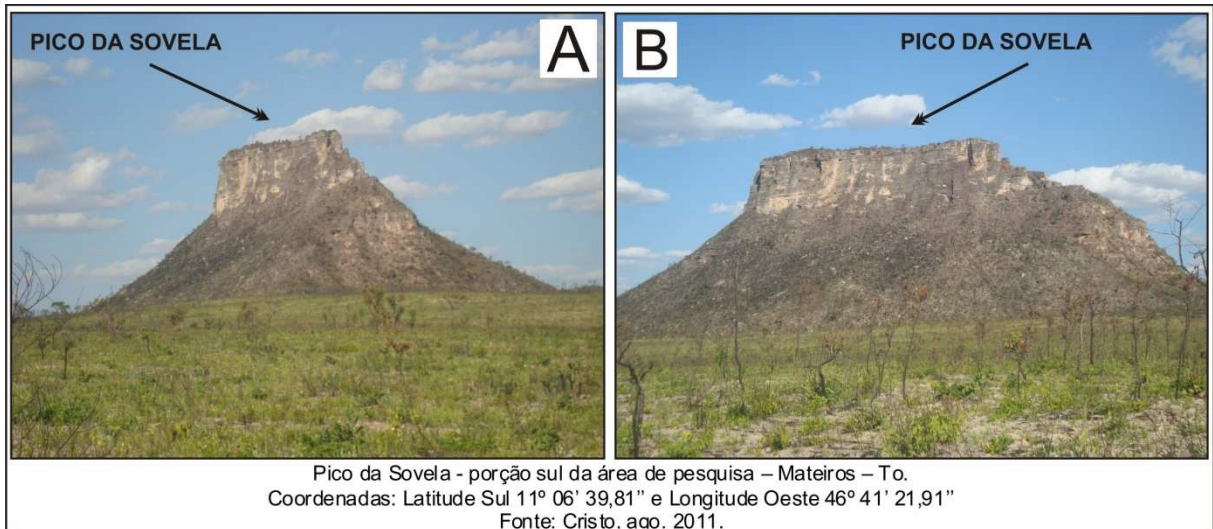 PICO DA SOVELA
A
B
PICO DA SOVELA
Pico da Sovela - porção sul da área de pesquisa – Mateiros – To.
Coordenadas: Latitude Sul 11º 06’ 39,81’’ e Longitude Oeste 46º 41’ 21,91’’
Fonte: Cristo, ago. 2011.